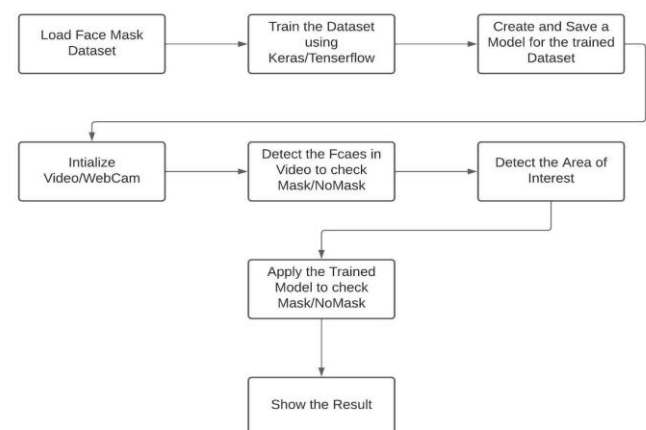 Load Face Mask
Dataset
Train the Dataset
using
Keras/Tenserflow
Create and Save a
Model for the trained
Dataset
Intialize
Video/WebCam
Detect the Fcaes in
Video to check
Mask/NoMask
Detect the Area of
Interest
Apply the Trained
Model to check
Mask/NoMask
Show the Result